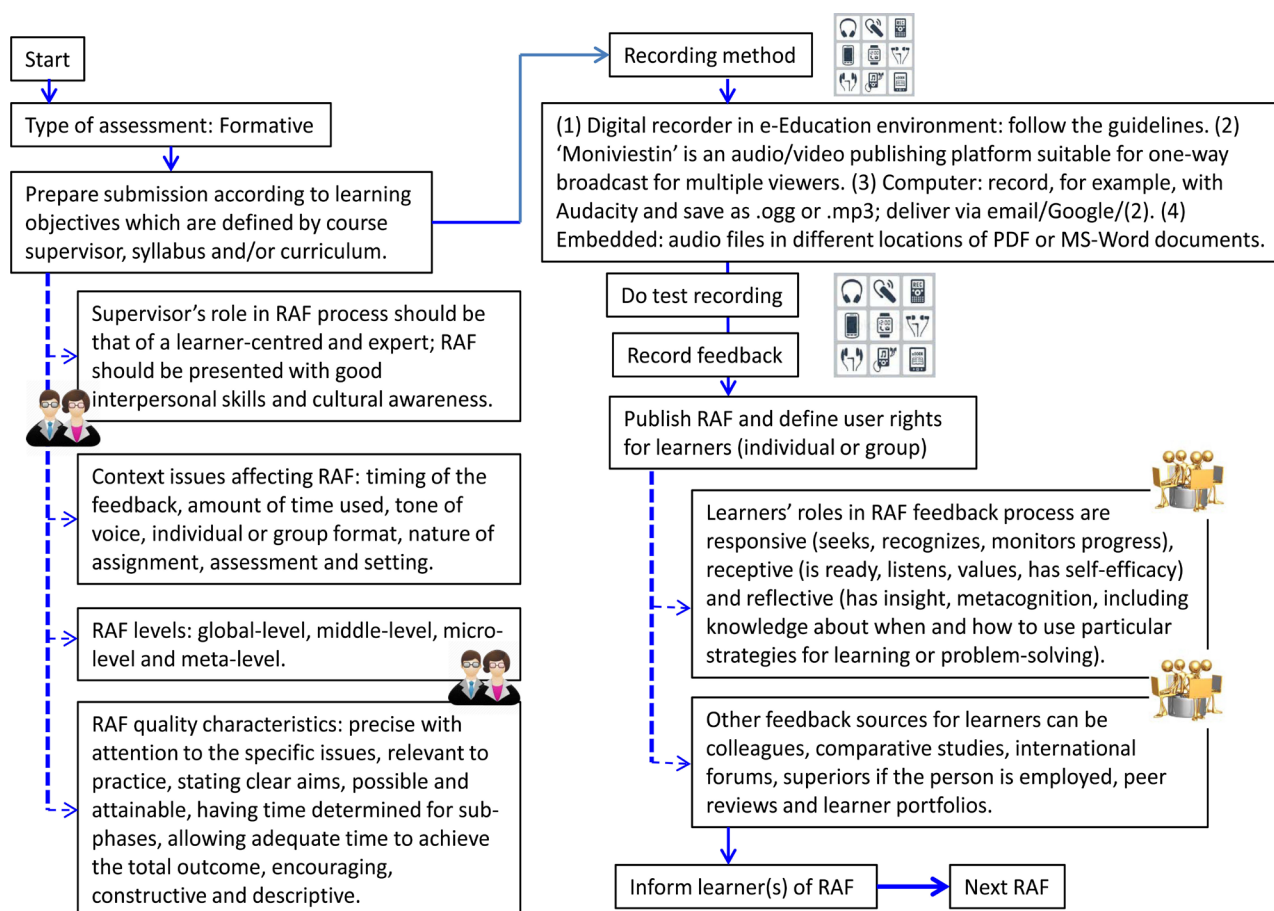 Start
Type of assessment: Formative
Prepare submission according to learning
objectives which are defined by course
supervisor, syllabus and/or curriculum.
Supervisor’s role in RAF process should be
that of a learner-centred and expert; RAF
should be presented with good
interpersonal skills and cultural awareness.
Context issues affecting RAF: timing of the
feedback, amount of time used, tone of
voice, individual or group format, nature of
assignment, assessment and setting.
RAF levels: global-level, middle-level, micro-
level and meta-level.
RAF quality characteristics: precise with
attention to the specific issues, relevant to
practice, stating clear aims, possible and
attainable, having time determined for sub-
phases, allowing adequate time to achieve
the total outcome, encouraging,
constructive and descriptive.
Recording method
(1) Digital recorder in e-Education environment: follow the guidelines. (2)
‘Moniviestin’ is an audio/video publishing platform suitable for one-way
broadcast for multiple viewers. (3) Computer: record, for example, with
Audacity and save as .ogg or .mp3; deliver via email/Google/(2). (4)
Embedded: audio files in different locations of PDF or MS-Word documents.
Do test recording
Record feedback
Publish RAF and define user rights
for learners (individual or group)
Learners’ roles in RAF feedback process are
responsive (seeks, recognizes, monitors progress),
receptive (is ready, listens, values, has self-efficacy)
and reflective (has insight, metacognition, including
knowledge about when and how to use particular
strategies for learning or problem-solving).
Other feedback sources for learners can be
colleagues, comparative studies, international
forums, superiors if the person is employed, peer
reviews and learner portfolios.
Inform learner(s) of RAF
Next RAF